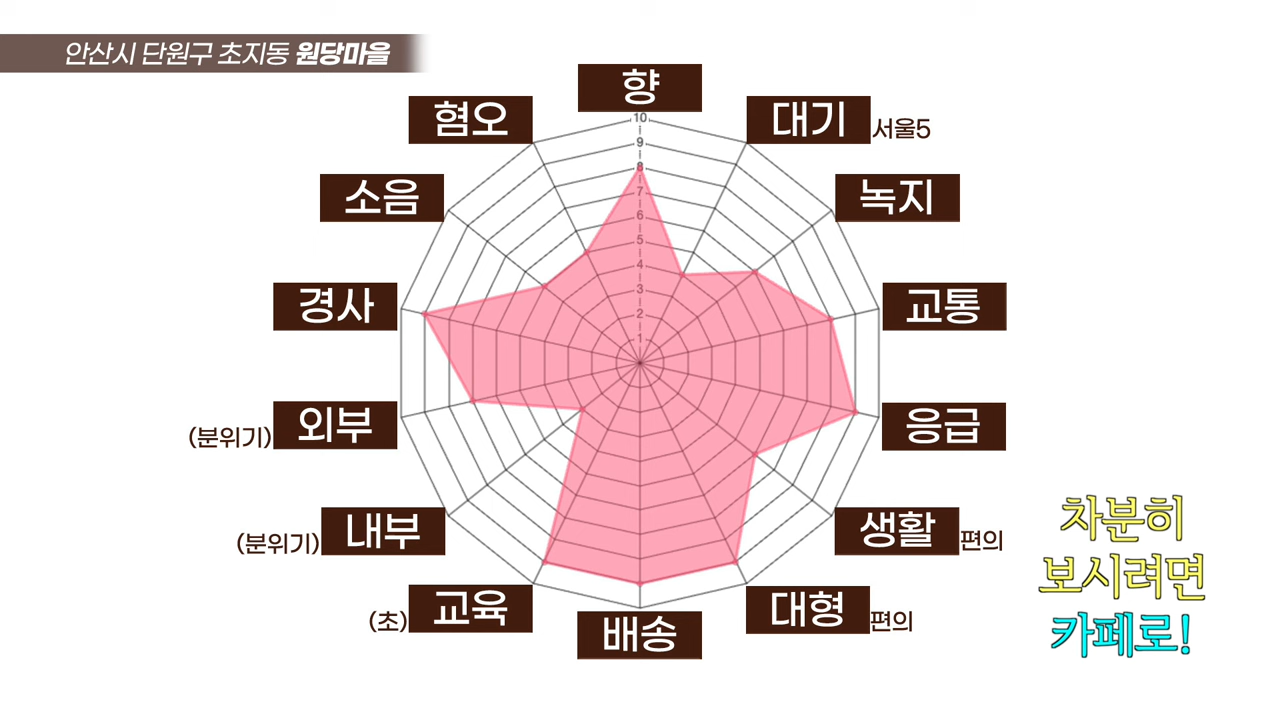 안산시 단원구 초지동 원당마을
향
혐오
대기 서울5
소음
녹지
경사
교통
(분위기) 외부
응급
(분위기) 내부
생활 편의
(초) 교육
대형 편의
배송
10
9
8
7
6
5
4
3
2
1
차분히
보시려면
카페로!